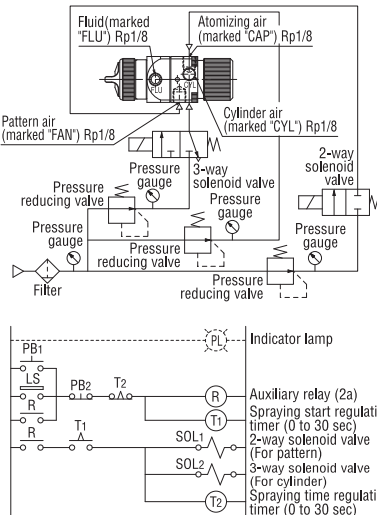 Fluid(marked
"FLU") Rp1/8
Atomizing air
(marked "CAP") Rp1/8
FLU
CYL
Pattern air
(marked "FAN") Rp1/8
Cylinder air
(marked "CYL") Rp1/8
3-way
solenoid valve
2-way
solenoid
valve
Pressure
gauge
Pressure
reducing valve
Pressure
gauge
Pressure
gauge
Pressure
reducing valve
Pressure
gauge
Pressure
reducing valve
Filter
PL
Indicator lamp
PB1
LS
R
PB2
T2
R
Auxiliary relay (2a)
T1
Spraying start regulati
timer (0 to 30 sec)
R
T1
SOL1
2-way solenoid valve
(For pattern)
SOL2
3-way solenoid valve
(For cylinder)
T2
Spraying time regulati
timer (0 to 30 sec)